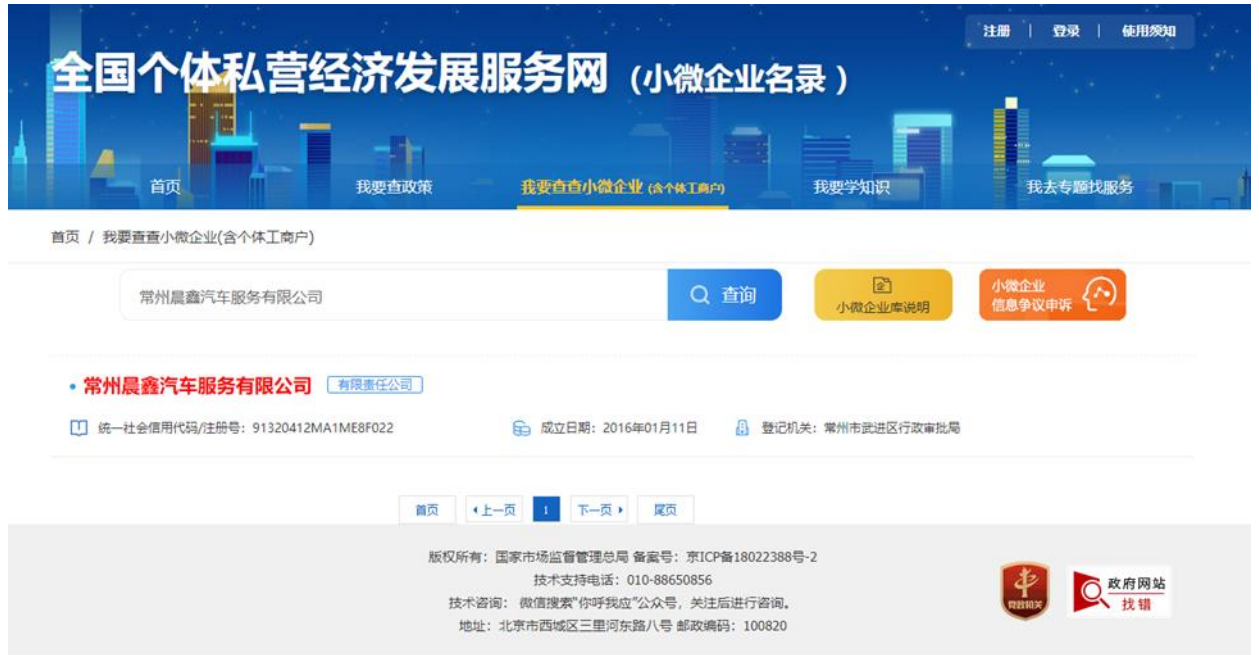 注册 | 登录 | 使用须知
全国个体私营经济发展服务网（小微企业名录）
首页 我要查政策 我要查查小微企业 (含个体工商户) 我要学知识 我去专题找服务
首页 / 我要查查小微企业(含个体工商户)
常州晨鑫汽车服务有限公司 查询 小微企业库说明 小微企业
信息争议申诉
• 常州晨鑫汽车服务有限公司 有限责任公司
统一社会信用代码/注册号：91320412MA1ME8F022 成立日期：2016年01月11日 登记机关：常州市武进区行政审批局
首页 上一页 1 下一页 尾页
版权所有：国家市场监督管理总局 备案号：京ICP备18022388号-2
技术支持电话：010-88650856
技术咨询： 微信搜索"你呼我应"公众号，关注后进行咨询。
地址：北京市西城区三里河东路八号 邮政编码：100820
党政机关
政府网站
找错